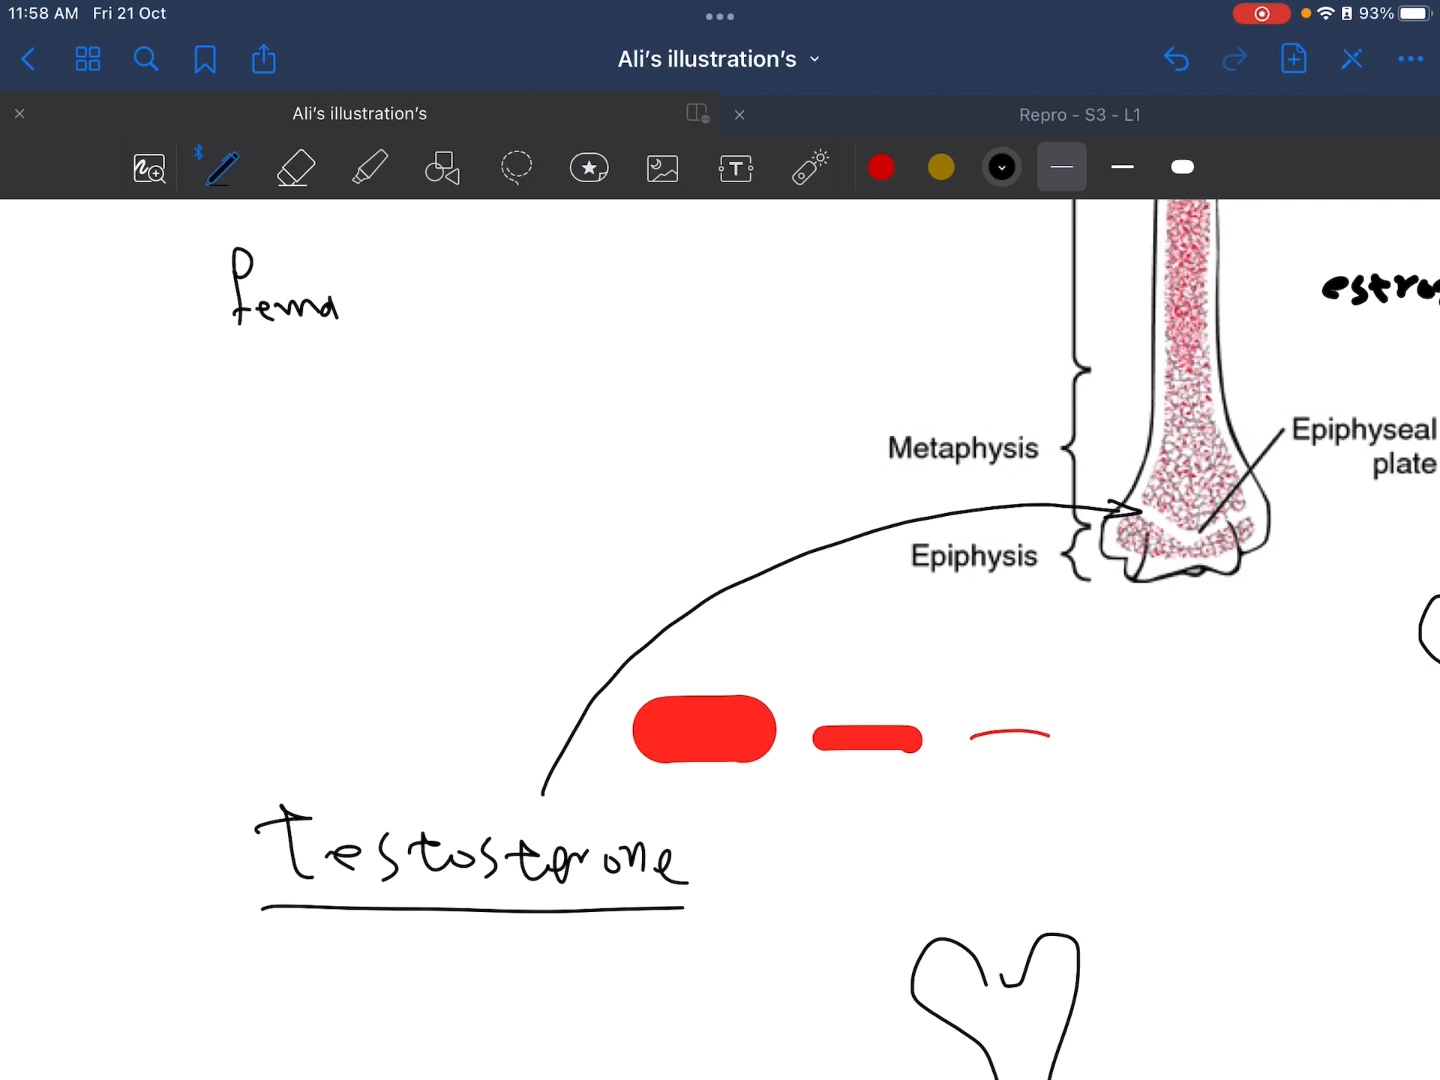 11:58 AM Fri 21 Oct
93%
Ali's illustration's
Ali's illustration's
Repro - S3 - L1
T
Metaphysis
Epiphyseal
plate
Epiphysis
Testosterone